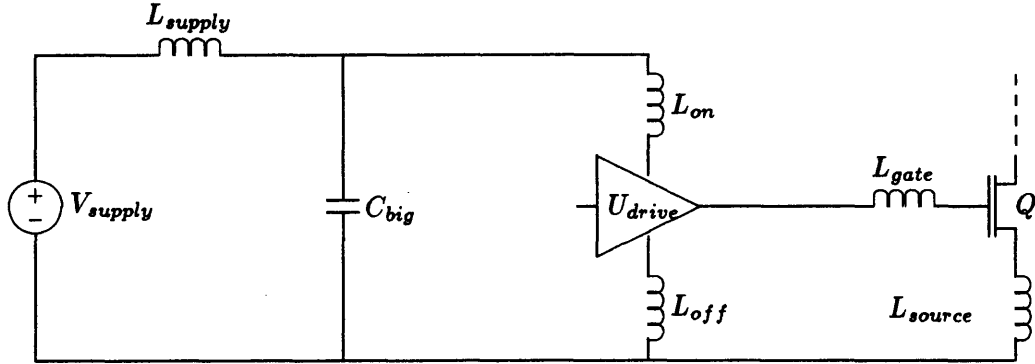 L_supply
L_on
L_gate
+
−
V_supply
C_big
U_drive
Q
L_off
L_source